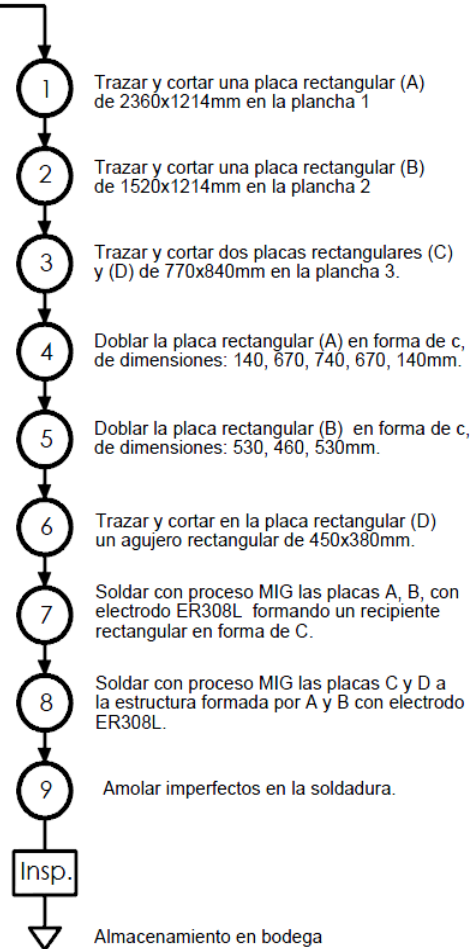 1
Trazar y cortar una placa rectangular (A)
de 2360x1214mm en la plancha 1
2
Trazar y cortar una placa rectangular (B)
de 1520x1214mm en la plancha 2
3
Trazar y cortar dos placas rectangulares (C)
y (D) de 770x840mm en la plancha 3.
4
Doblar la placa rectangular (A) en forma de c,
de dimensiones: 140, 670, 740, 670, 140mm.
5
Doblar la placa rectangular (B) en forma de c,
de dimensiones: 530, 460, 530mm.
6
Trazar y cortar en la placa rectangular (D)
un agujero rectangular de 450x380mm.
7
Soldar con proceso MIG las placas A, B, con
electrodo ER308L formando un recipiente
rectangular en forma de C.
8
Soldar con proceso MIG las placas C y D a
la estructura formada por A y B con electrodo
ER308L.
9
Amolar imperfectos en la soldadura.
Insp.
Almacenamiento en bodega